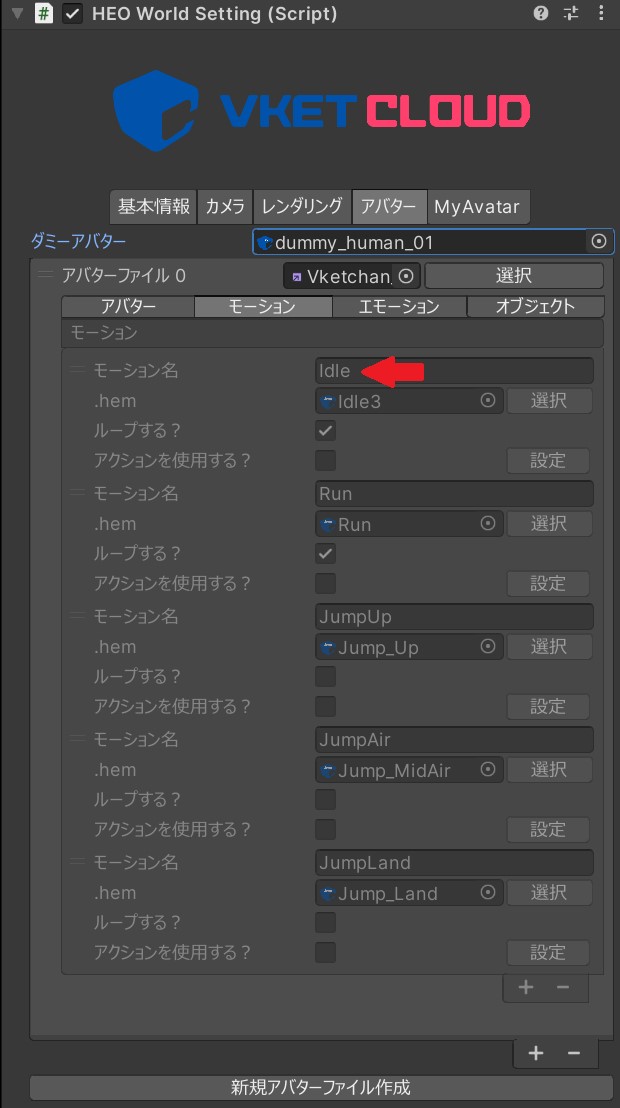 HEO World Setting (Script)
VKET CLOUD
基本情報 カメラ レンダリング アバター MyAvatar
ダミーアバター dummy_human_01
アバターファイル 0 Vketchan_ 選択
アバター モーション エモーション オブジェクト
モーション
モーション名 Idle
.hem Idle3 選択
ループする？
アクションを使用する？ 設定
モーション名 Run
.hem Run 選択
ループする？
アクションを使用する？ 設定
モーション名 JumpUp
.hem Jump_Up 選択
ループする？
アクションを使用する？ 設定
モーション名 JumpAir
.hem Jump_MidAir 選択
ループする？
アクションを使用する？ 設定
モーション名 JumpLand
.hem Jump_Land 選択
ループする？
アクションを使用する？ 設定
新規アバターファイル作成